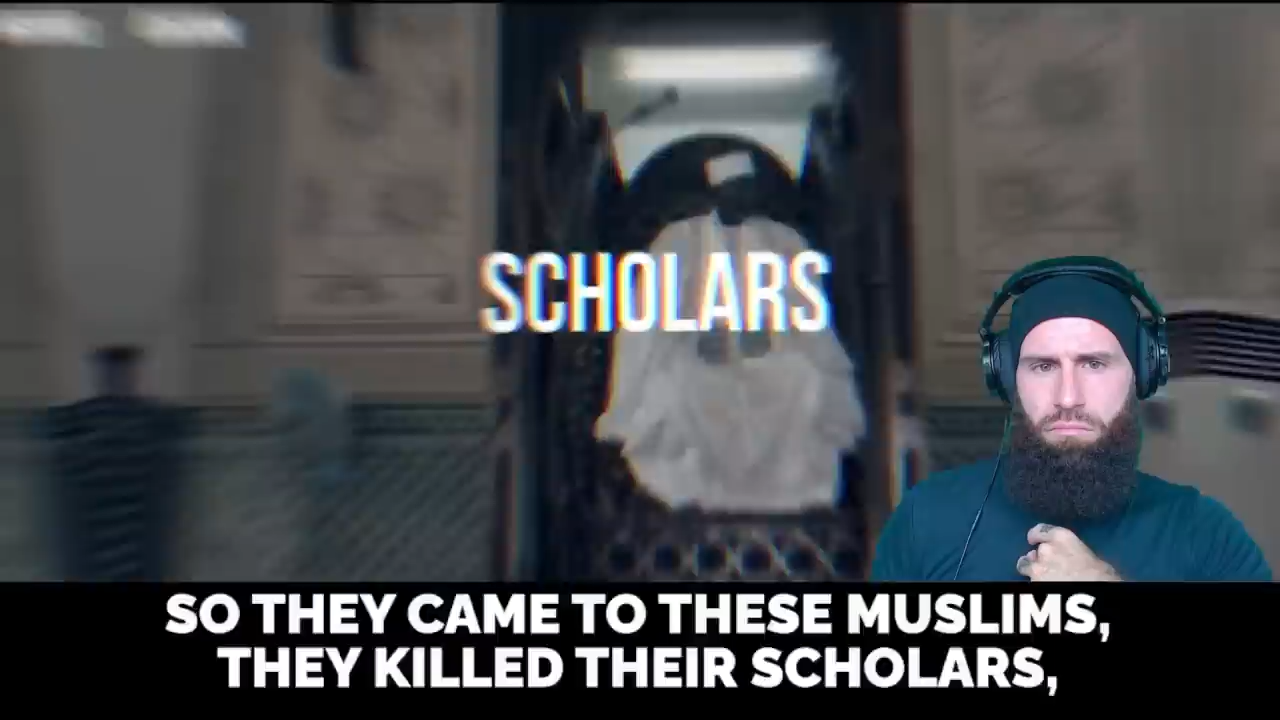 SCHOLARS
SO THEY CAME TO THESE MUSLIMS,
THEY KILLED THEIR SCHOLARS,